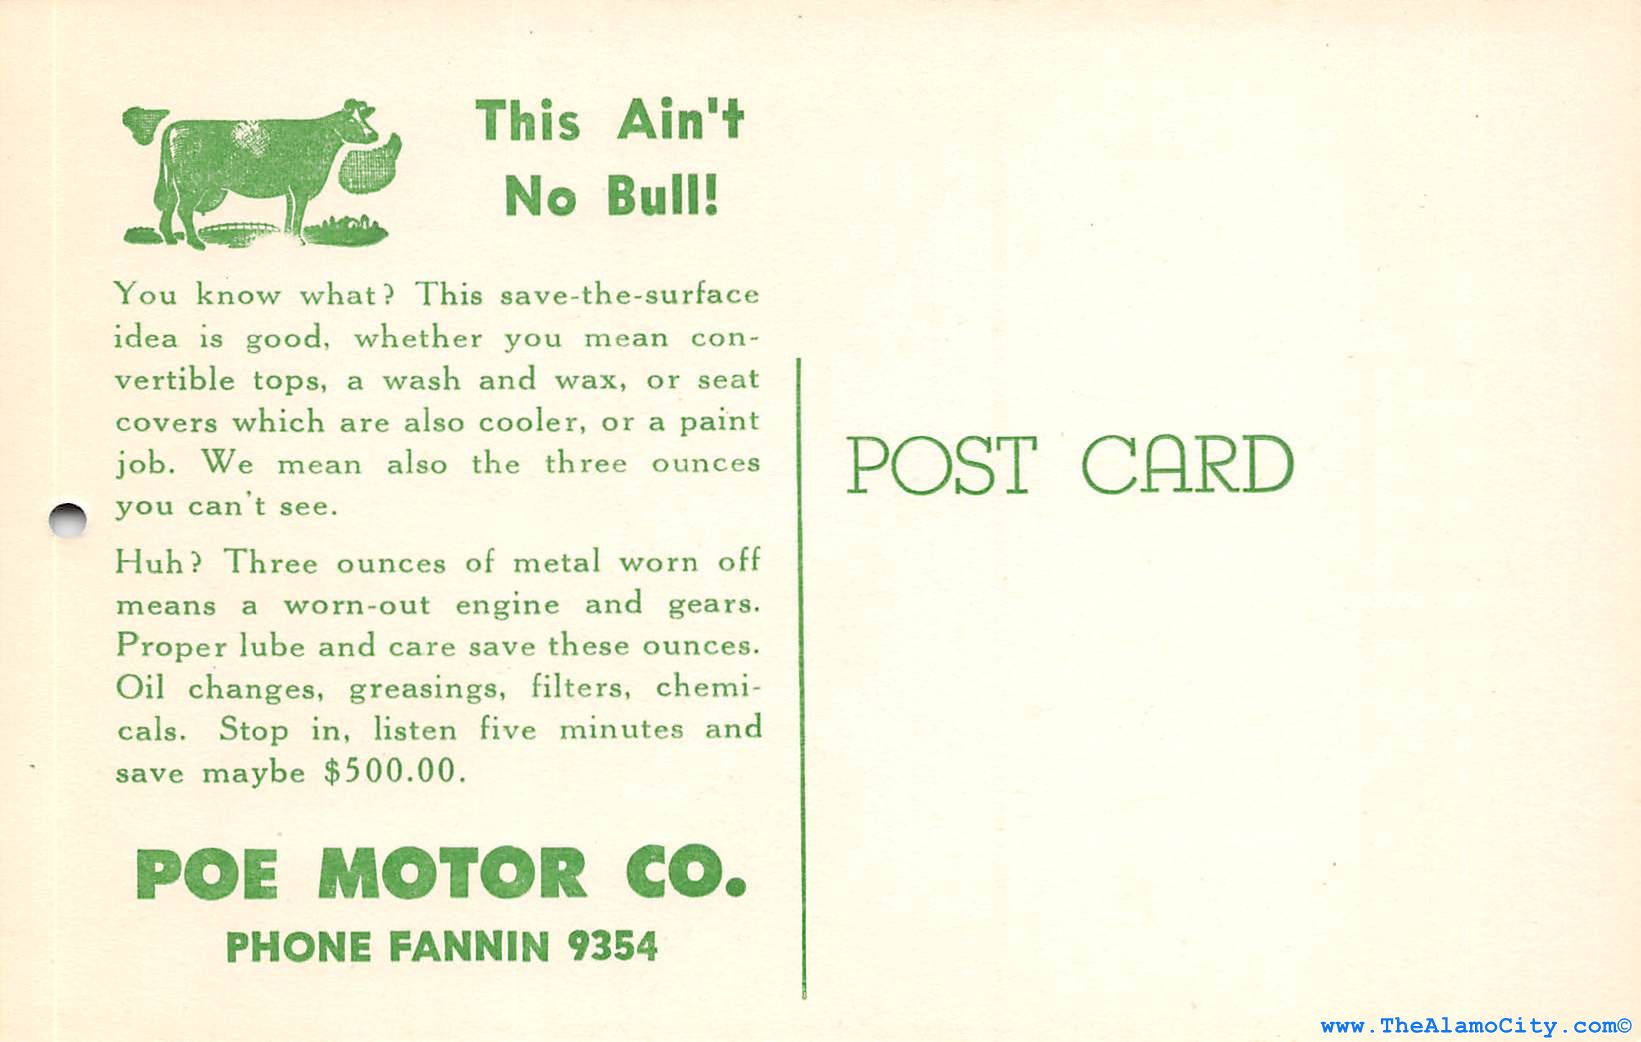 This Ain't
No Bull!
You know what? This save-the-surface
idea is good, whether you mean con-
vertible tops, a wash and wax, or seat
covers which are also cooler, or a paint
job. We mean also the three ounces
you can't see.
Huh? Three ounces of metal worn off
means a worn-out engine and gears.
Proper lube and care save these ounces.
Oil changes, greasings, filters, chemi-
cals. Stop in, listen five minutes and
save maybe $500.00.
POE MOTOR CO.
PHONE FANNIN 9354
POST CARD
www.TheAlamoCity.com©